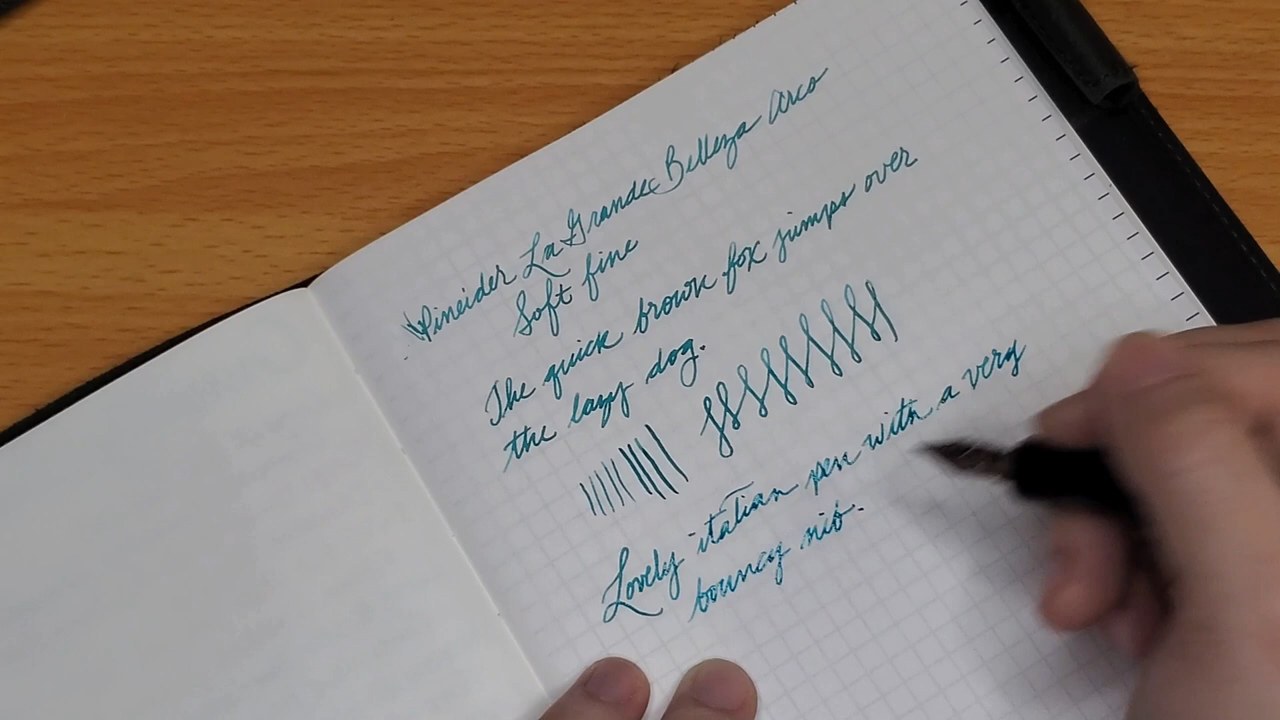 Pineider La Grande Belleza Arco
Soft fine
The quick brown fox jumps over
the lazy dog.
Lovely italian pen with a very
bouncy nib.